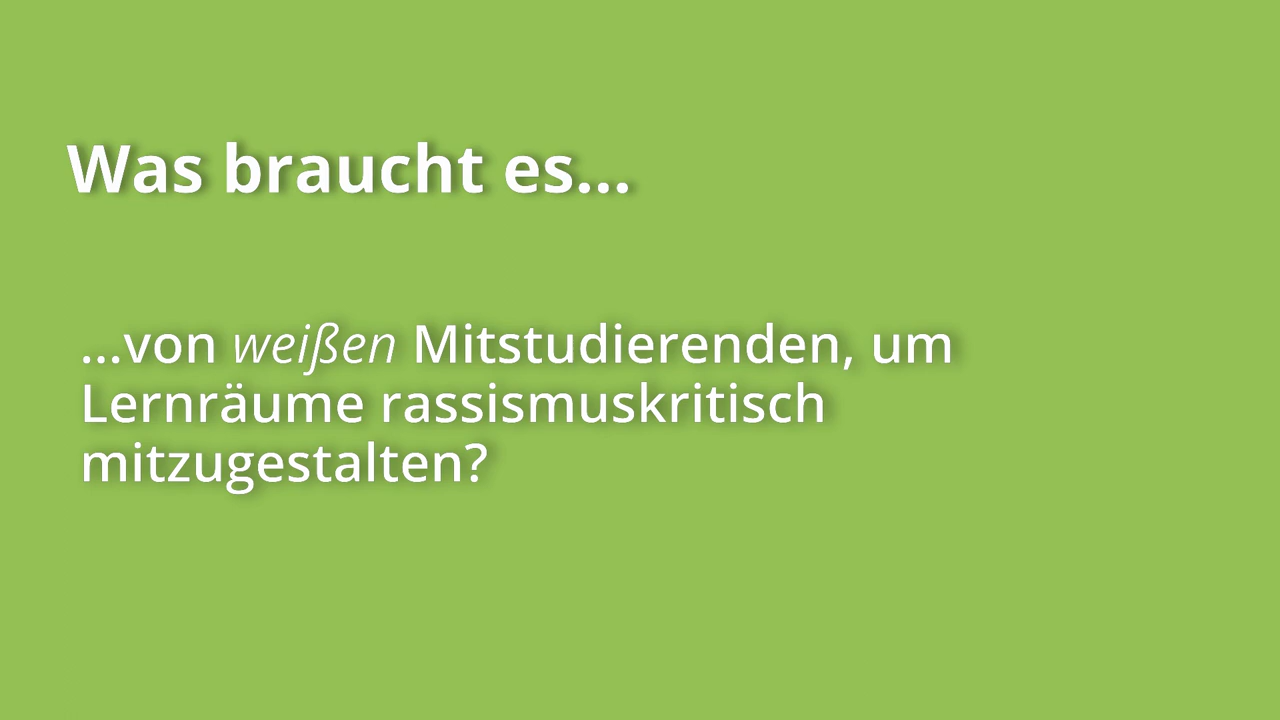 Was braucht es...
...von weißen Mitstudierenden, um
Lernräume rassismuskritisch
mitzugestalten?